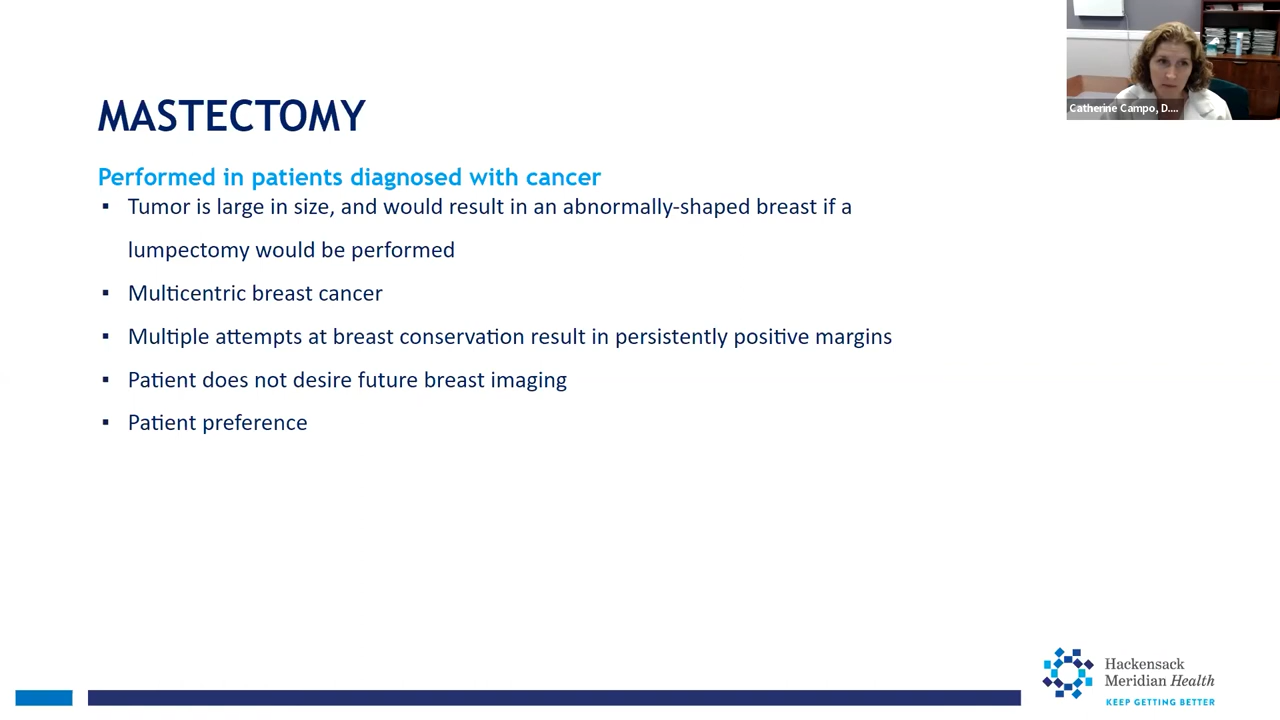 Catherine Campo, D....
MASTECTOMY
Performed in patients diagnosed with cancer
▪ Tumor is large in size, and would result in an abnormally-shaped breast if a
lumpectomy would be performed
▪ Multicentric breast cancer
▪ Multiple attempts at breast conservation result in persistently positive margins
▪ Patient does not desire future breast imaging
▪ Patient preference
Hackensack
Meridian Health
KEEP GETTING BETTER